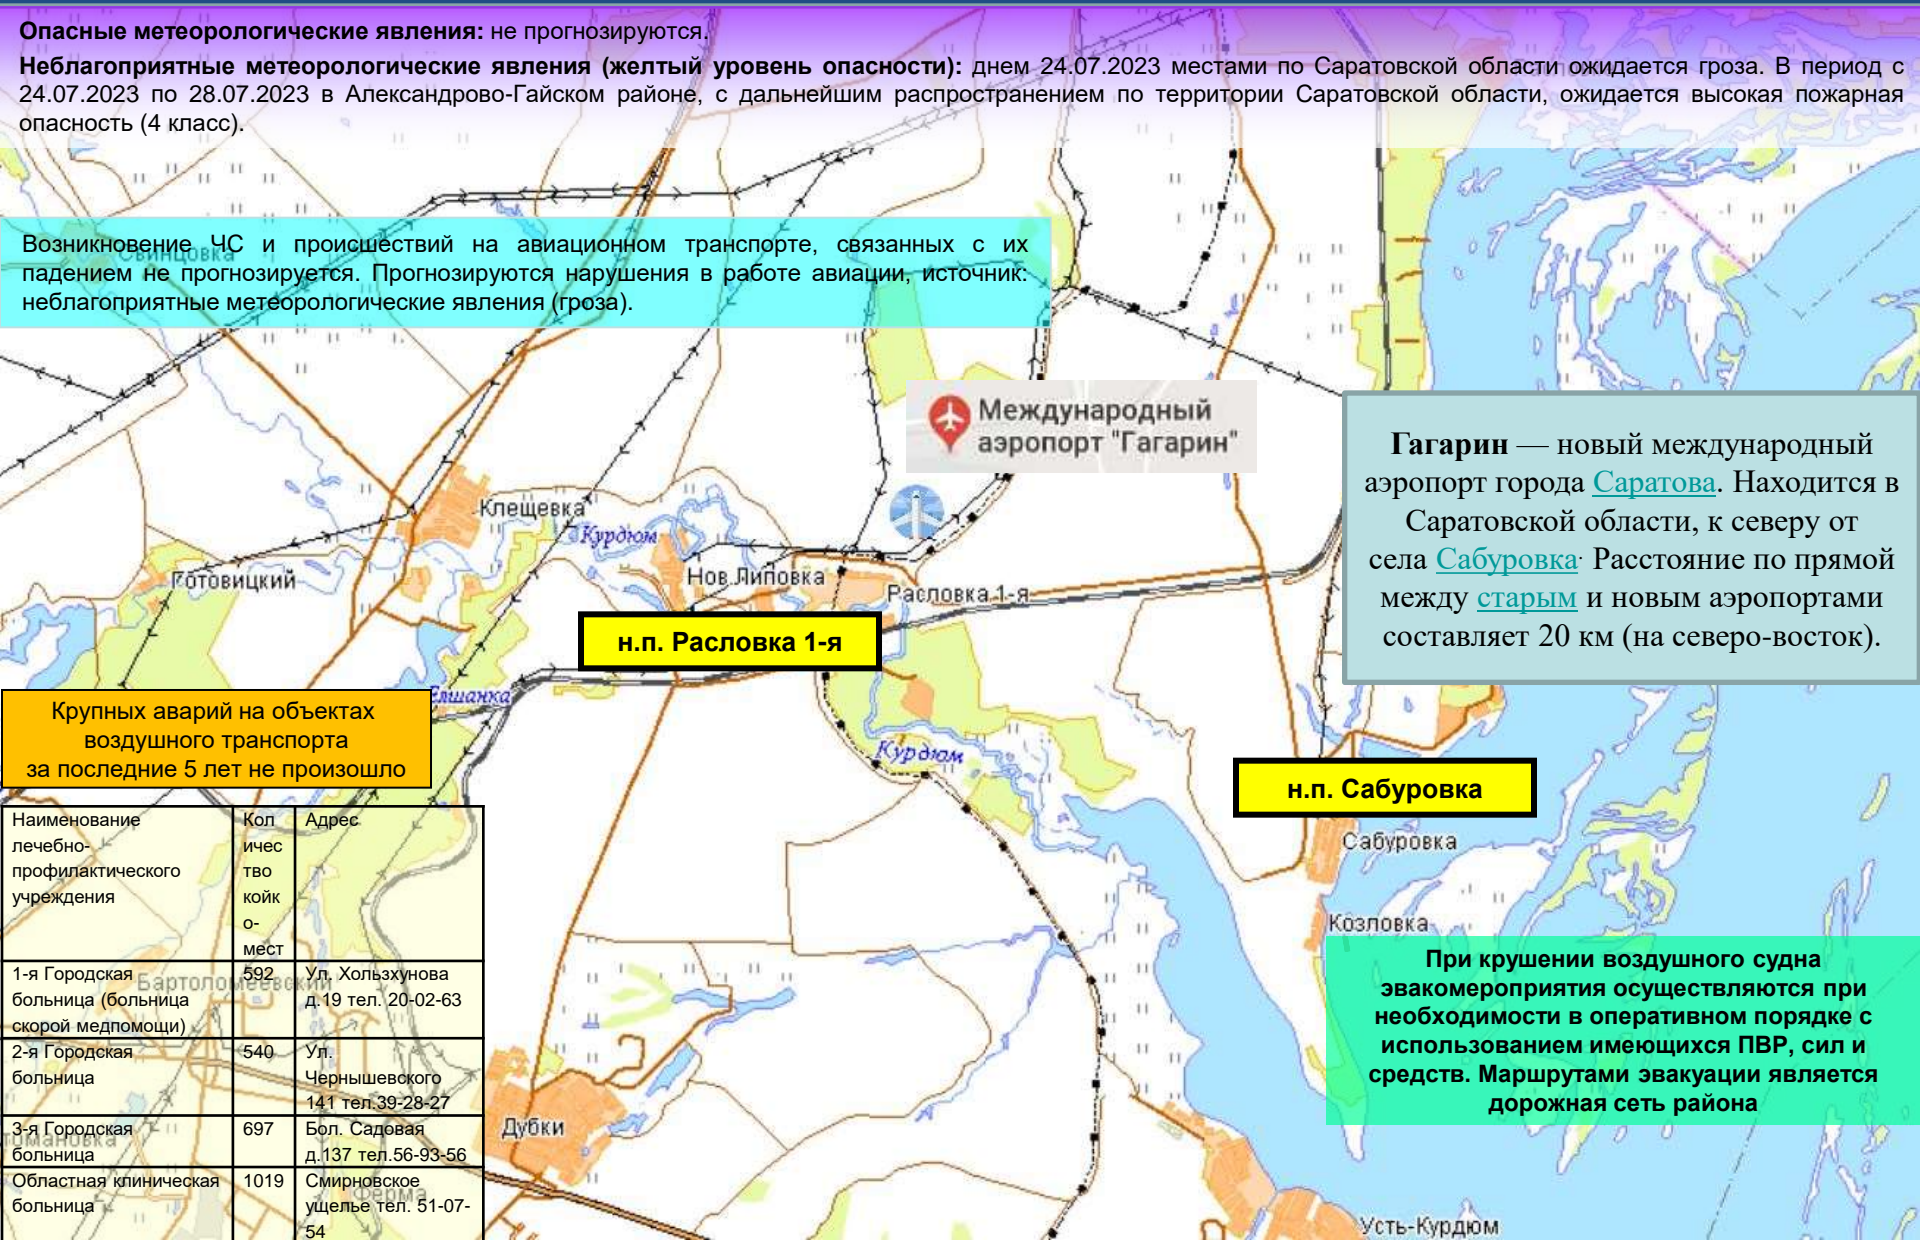 Опасные метеорологические явления: не прогнозируются.
Неблагоприятные метеорологические явления (желтый уровень опасности): днем 24.07.2023 местами по Саратовской области ожидается гроза. В период с
24.07.2023 по 28.07.2023 в Александрово-Гайском районе, с дальнейшим распространением по территории Саратовской области, ожидается высокая пожарная
опасность (4 класс).
Возникновение ЧС и происшествий на авиационном транспорте, связанных с их
падением не прогнозируется. Прогнозируются нарушения в работе авиации, источник:
неблагоприятные метеорологические явления (гроза).
Свинцовка
Международный
аэропорт "Гагарин"
Гагарин — новый международный
аэропорт города Саратова. Находится в
Саратовской области, к северу от
села Сабуровка. Расстояние по прямой
между старым и новым аэропортами
составляет 20 км (на северо-восток).
Клещевка
Курдюм
Готовицкий
Нов.Липовка
Расловка 1-я
н.п. Расловка 1-я
Елшанка
Крупных аварий на объектах
воздушного транспорта
за последние 5 лет не произошло
Курдюм
н.п. Сабуровка
Сабуровка
Козловка
При крушении воздушного судна
эвакомероприятия осуществляются при
необходимости в оперативном порядке с
использованием имеющихся ПВР, сил и
средств. Маршрутами эвакуации является
дорожная сеть района
Наименование
лечебно-
профилактического
учреждения
Кол
ичес
тво
койк
о-
мест
Адрес
1-я Городская
больница (больница
скорой медпомощи)
592
Ул. Хользхунова
д.19 тел. 20-02-63
Бартоломеевский
2-я Городская
больница
540
Ул.
Чернышевского
141 тел.39-28-27
3-я Городская
больница
697
Бол. Садовая
д.137 тел.56-93-56
Областная клиническая
больница
1019
Смирновское
ущелье тел. 51-07-
54
Ферма
Дубки
Усть-Курдюм